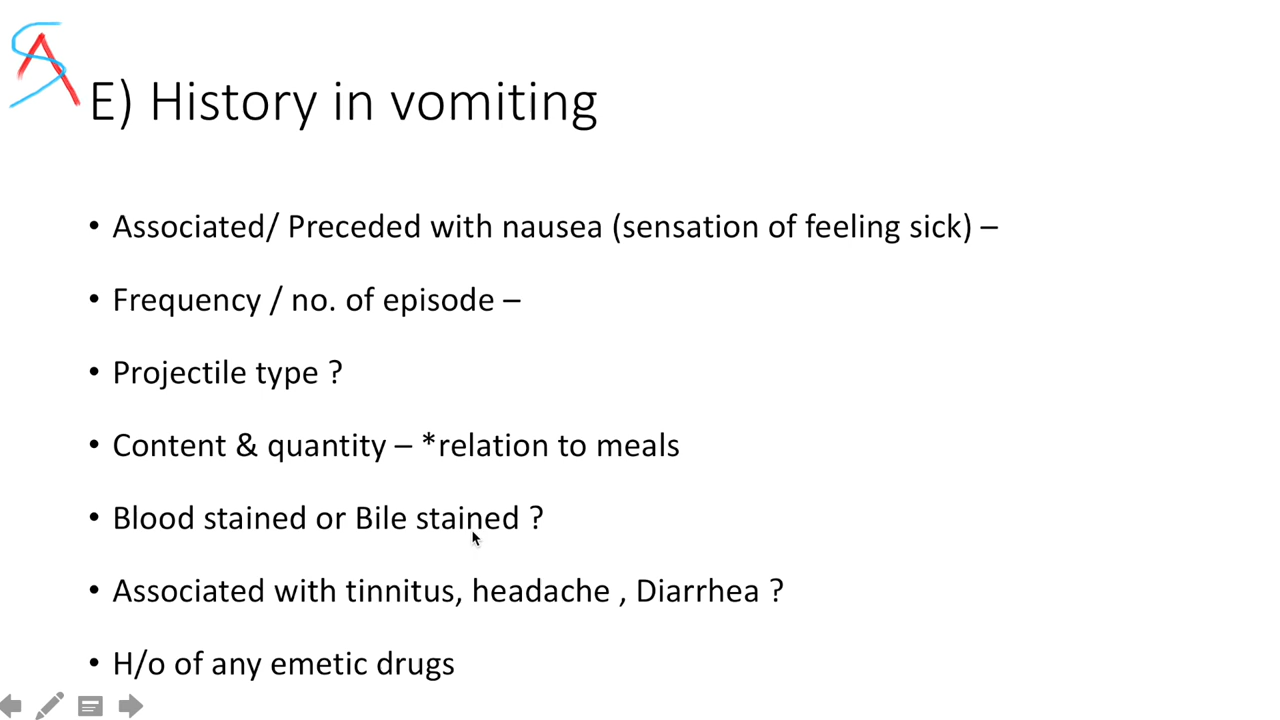 SA
E) History in vomiting
• Associated/ Preceded with nausea (sensation of feeling sick) –
• Frequency / no. of episode –
• Projectile type ?
• Content & quantity – *relation to meals
• Blood stained or Bile stained ?
• Associated with tinnitus, headache , Diarrhea ?
• H/o of any emetic drugs